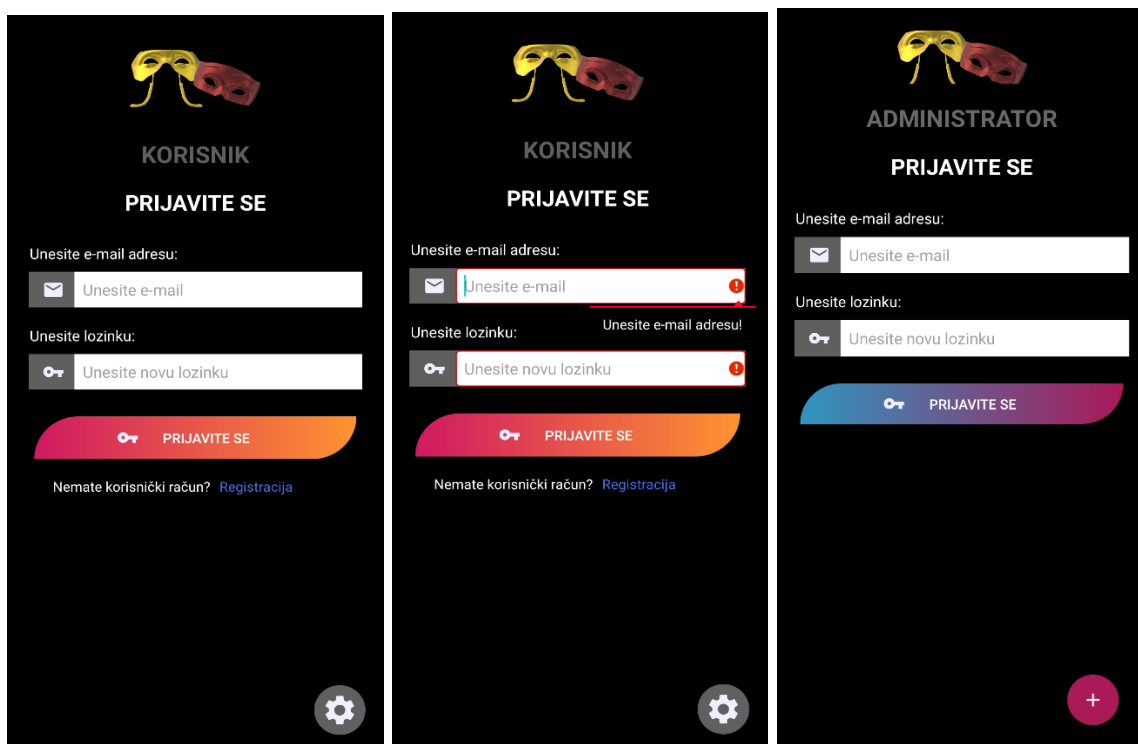 KORISNIK
PRIJAVITE SE
Unesite e-mail adresu:
Unesite e-mail
Unesite lozinku:
Unesite novu lozinku
PRIJAVITE SE
Nemate korisnički račun? Registracija
KORISNIK
PRIJAVITE SE
Unesite e-mail adresu:
Unesite e-mail
Unesite e-mail adresu!
Unesite lozinku:
Unesite novu lozinku
PRIJAVITE SE
Nemate korisnički račun? Registracija
ADMINISTRATOR
PRIJAVITE SE
Unesite e-mail adresu:
Unesite e-mail
Unesite lozinku:
Unesite novu lozinku
PRIJAVITE SE